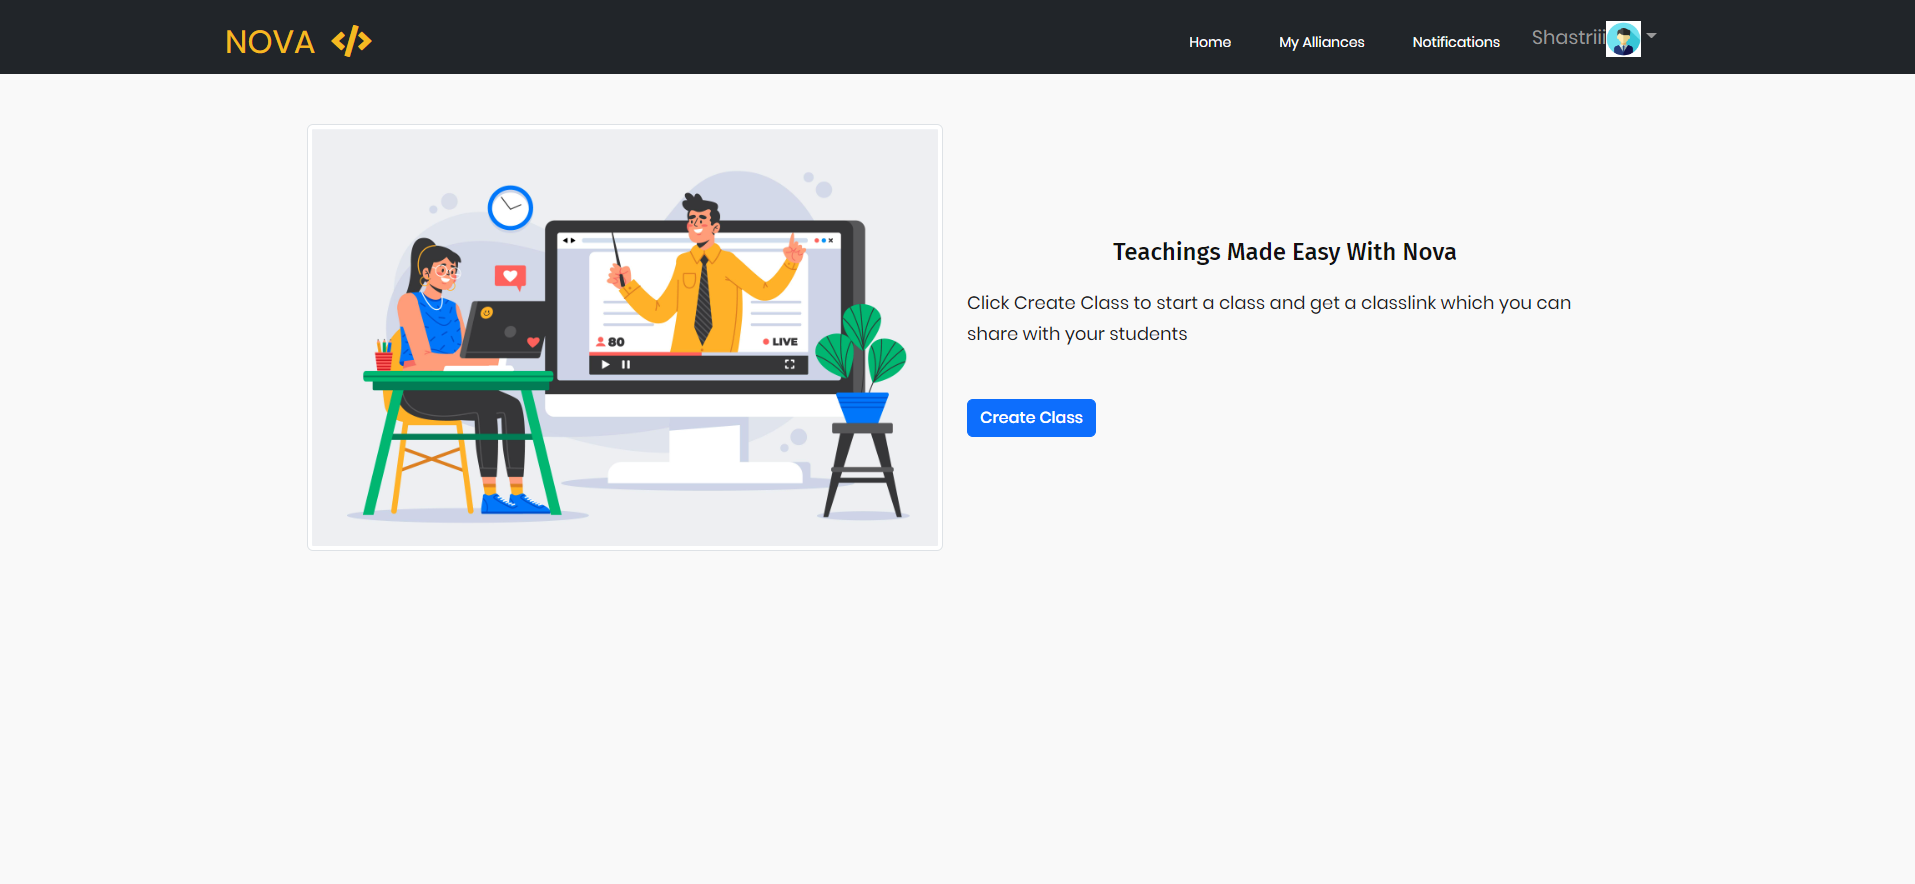 NOVA </>
Home
My Alliances
Notifications
Shastriii
80
LIVE
Teachings Made Easy With Nova
Click Create Class to start a class and get a classlink which you can
share with your students
Create Class